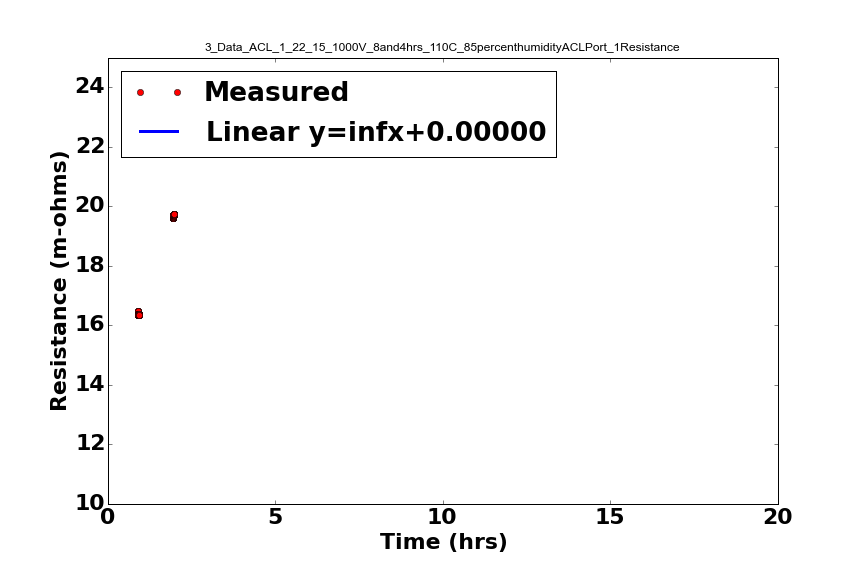 3_Data_ACL_1_22_15_1000V_8and4hrs_110C_85percenthumidityACLPort_1Resistance
Measured
Linear y=infx+0.00000
Resistance (m-ohms)
24
22
20
18
16
14
12
10
0 5 10 15 20
Time (hrs)